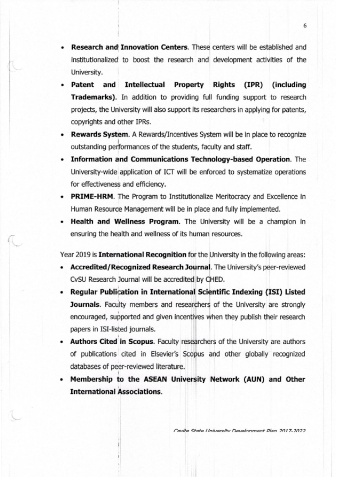 6
• Research and Innovation Centers. These centers will be established and
institutionalized to boost the research and development activities of the
University.
• Patent and Intellectual Property Rights (IPR) (including
Trademarks). In addition to providing full funding support to research
projects, the University will also support its researchers in applying for patents,
copyrights and other IPRs.
• Rewards System. A Rewards/Incentives System will be in place to recognize
outstanding performances of the students, faculty and staff.
• Information and Communications Technology-based Operation. The
University-wide application of ICT will be enforced to systematize operations
for effectiveness and efficiency.
• PRIME-HRM. The Program to Institutionalize Meritocracy and Excellence in
Human Resource Management will be in place and fully implemented.
• Health and Wellness Program. The University will be a champion in
ensuring the health and wellness of its human resources.
Year 2019 is International Recognition for the University in the following areas:
• Accredited/Recognized Research Journal. The University's peer-reviewed
CvSU Research Journal will be accredited by CHED.
• Regular Publication in International Scientific Indexing (ISI) Listed
Journals. Faculty members and researchers of the University are strongly
encouraged, supported and given incentives when they publish their research
papers in ISI-listed journals.
• Authors Cited in Scopus. Faculty researchers of the University are authors
of publications cited in Elsevier's Scopus and other globally recognized
databases of peer-reviewed literature.
• Membership to the ASEAN University Network (AUN) and Other
International Associations.
Cavite State University Development Plan 2017-2022